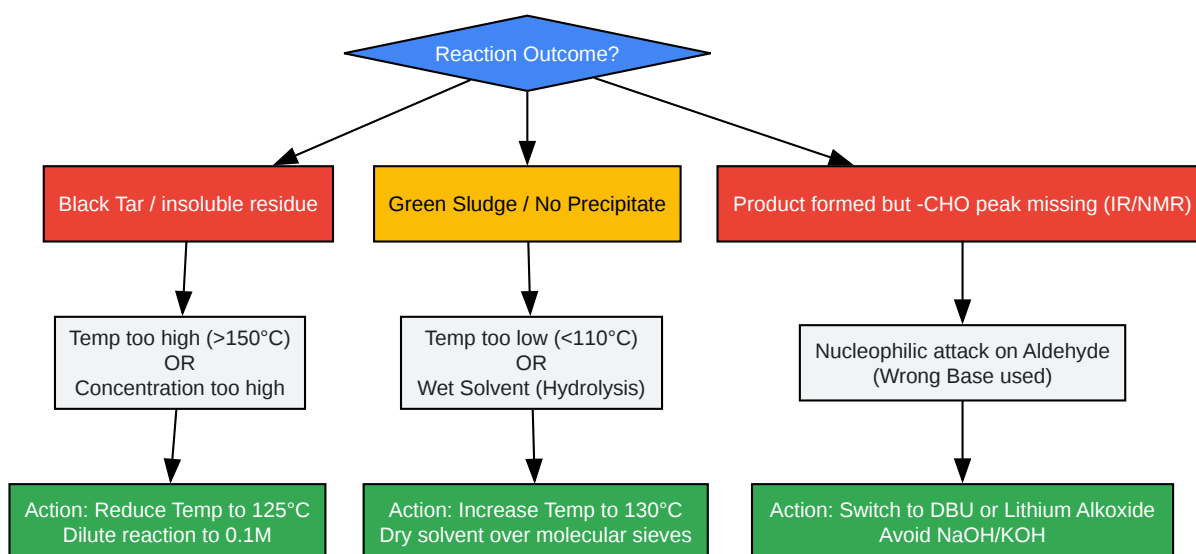 Reaction Outcome?
Black Tar / insoluble residue
Green Sludge / No Precipitate
Product formed but -CHO peak missing (IR/NMR)
Temp too high (>150°C)
OR
Concentration too high
Temp too low (<110°C)
OR
Wet Solvent (Hydrolysis)
Nucleophilic attack on Aldehyde
(Wrong Base used)
Action: Reduce Temp to 125°C
Dilute reaction to 0.1M
Action: Increase Temp to 130°C
Dry solvent over molecular sieves
Action: Switch to DBU or Lithium Alkoxide
Avoid NaOH/KOH